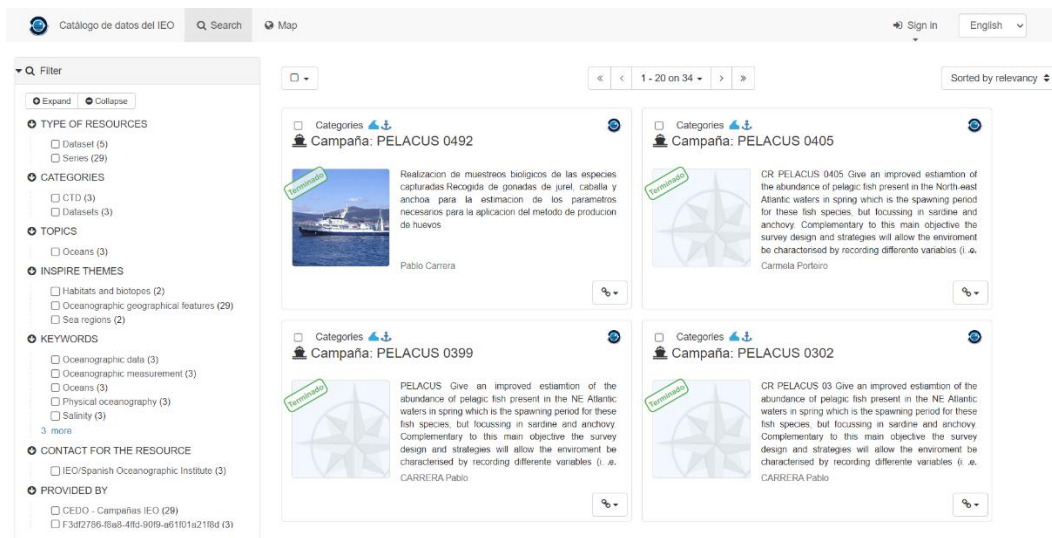 Catálogo de datos del IEO
Search
Map
Sign in
English
Filter
Expand
Collapse
TYPE OF RESOURCES
Dataset (5)
Series (29)
CATEGORIES
CTD (3)
Datasets (3)
TOPICS
Oceans (3)
INSPIRE THEMES
Habitats and biotopes (2)
Oceanographic geographical features (29)
Sea regions (2)
KEYWORDS
Oceanographic data (3)
Oceanographic measurement (3)
Oceans (3)
Physical oceanography (3)
Salinity (3)
3 more
CONTACT FOR THE RESOURCE
IEO/Spanish Oceanographic Institute (3)
PROVIDED BY
CEDO - Campañas IEO (29)
F3df2786-f8a8-4ffd-90f9-a61f01a21f8d (3)
1 - 20 on 34
Sorted by relevancy
Categories
Campaña: PELACUS 0492
Terminado
Realizacion de muestreos bioligicos de las especies
capturadas.Recogida de gonadas de jurel, caballa y
anchoa para la estimacion de los parametros
necesarios para la aplicacion del metodo de producion
de huevos
Pablo Carrera
Categories
Campaña: PELACUS 0405
Terminado
CR PELACUS 0405 Give an improved estiamtion of
the abundance of pelagic fish present in the North-east
Atlantic waters in spring which is the spawning period
for these fish species, but focussing in sardine and
anchovy. Complementary to this main objective the
survey design and strategies will allow the enviroment
be characterised by recording differente variables (i. .e.
Carmela Porteiro
Categories
Campaña: PELACUS 0399
Terminado
PELACUS Give an improved estiamtion of the
abundance of pelagic fish present in the NE Atlantic
waters in spring which is the spawning period for these
fish species, but focussing in sardine and anchovy.
Complementary to this main objective the survey
design and strategies will allow the enviroment be
characterised by recording differente variables (i. .e.
CARRERA Pablo
Categories
Campaña: PELACUS 0302
Terminado
CR PELACUS 03 Give an improved estiamtion of the
abundance of pelagic fish present in the NE Atlantic
waters in spring which is the spawning period for these
fish species, but focussing in sardine and anchovy.
Complementary to this main objective the survey
design and strategies will allow the enviroment be
characterised by recording differente variables (i. .e.
CARRERA Pablo